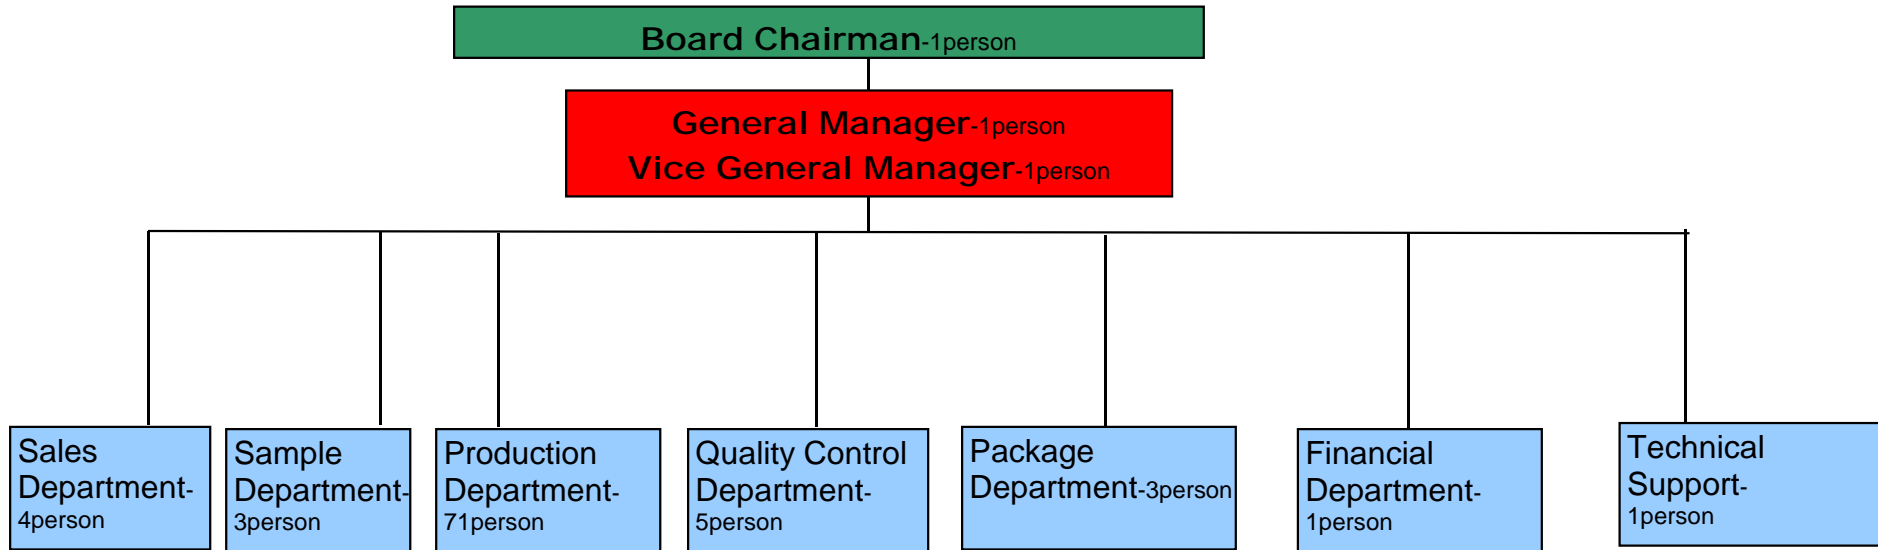 Board Chairman-1person
General Manager-1person
Vice General Manager-1person
Sales
Department-
4person
Sample
Department-
3person
Production
Department-
71person
Quality Control
Department-
5person
Package
Department-3person
Financial
Department-
1person
Technical
Support-
1person